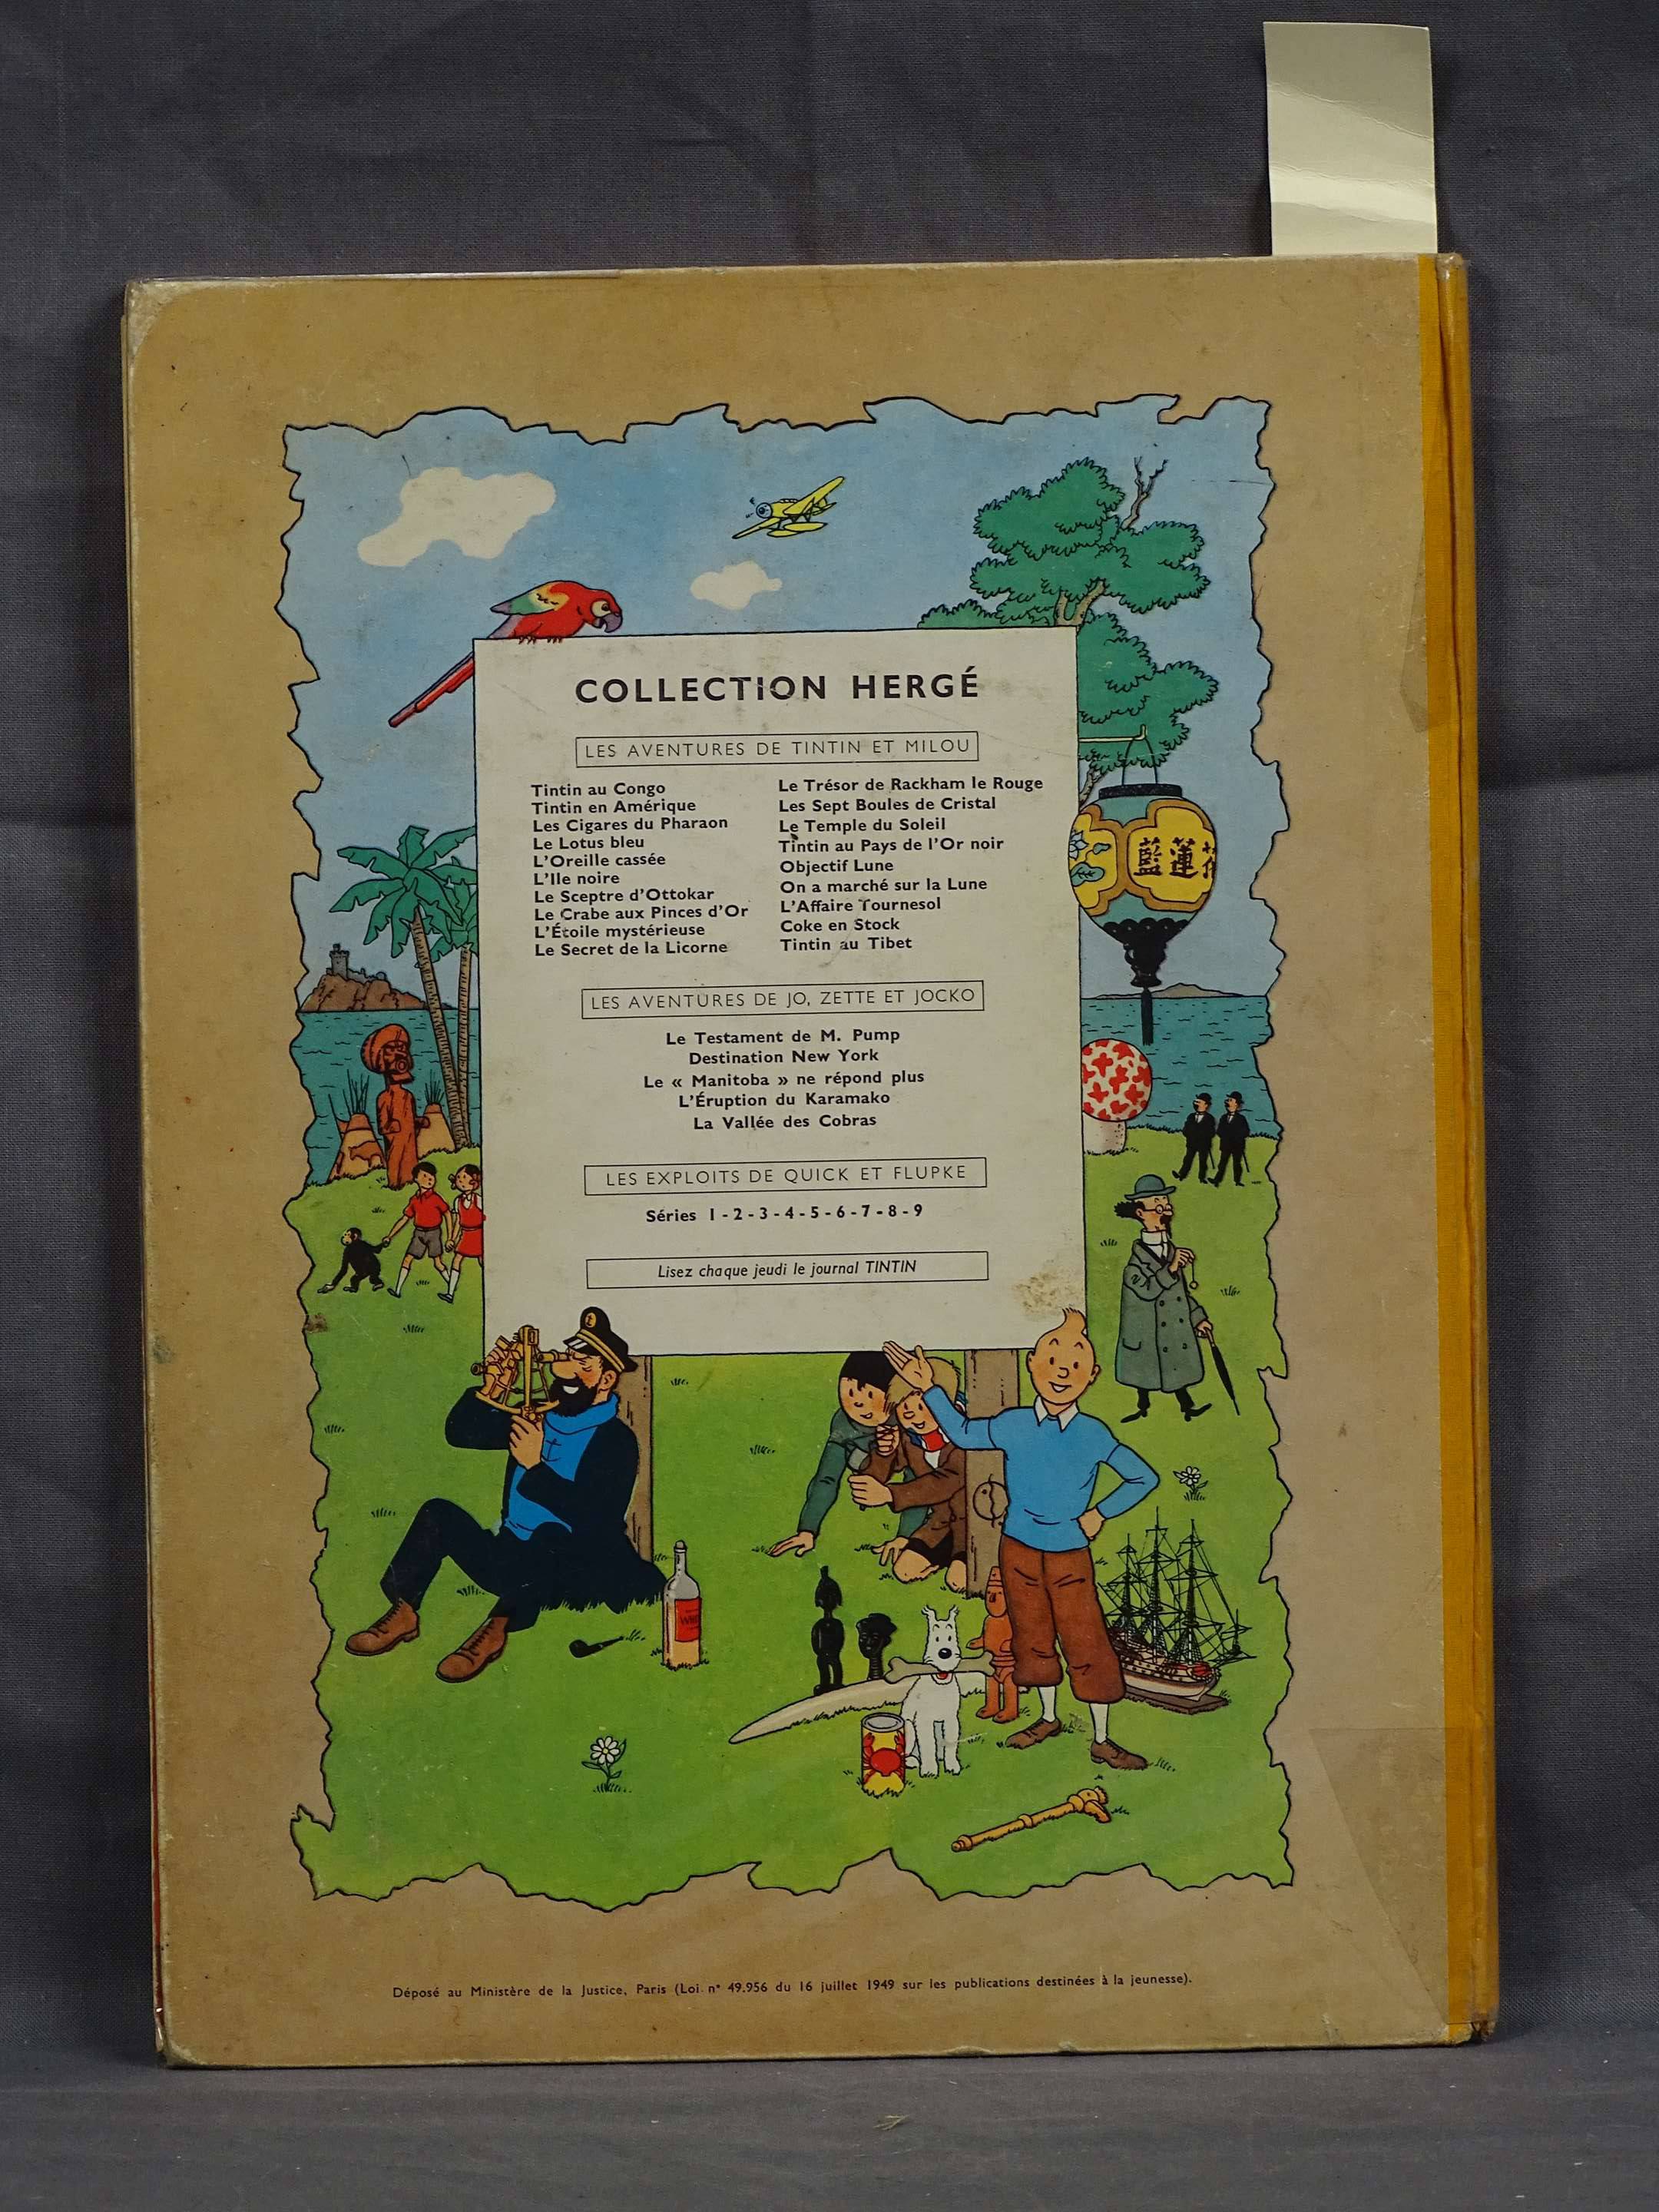 COLLECTION HERGÉ
LES AVENTURES DE TINTIN ET MILOU
Tintin au Congo
Tintin en Amérique
Les Cigares du Pharaon
Le Lotus bleu
L'Oreille cassée
L'Ile noire
Le Sceptre d'Ottokar
Le Crabe aux Pinces d'Or
L'Étoile mystérieuse
Le Secret de la Licorne
Le Trésor de Rackham le Rouge
Les Sept Boules de Cristal
Le Temple du Soleil
Tintin au Pays de l'Or noir
Objectif Lune
On a marché sur la Lune
L'Affaire Tournesol
Coke en Stock
Tintin au Tibet
LES AVENTURES DE JO, ZETTE ET JOCKO
Le Testament de M. Pump
Destination New York
Le « Manitoba » ne répond plus
L'Éruption du Karamako
La Vallée des Cobras
LES EXPLOITS DE QUICK ET FLUPKE
Séries 1 - 2 - 3 - 4 - 5 - 6 - 7 - 8 - 9
Lisez chaque jeudi le journal TINTIN
藍蓮
Déposé au Ministère de la Justice, Paris (Loi. n° 49.956 du 16 juillet 1949 sur les publications destinées à la jeunesse).